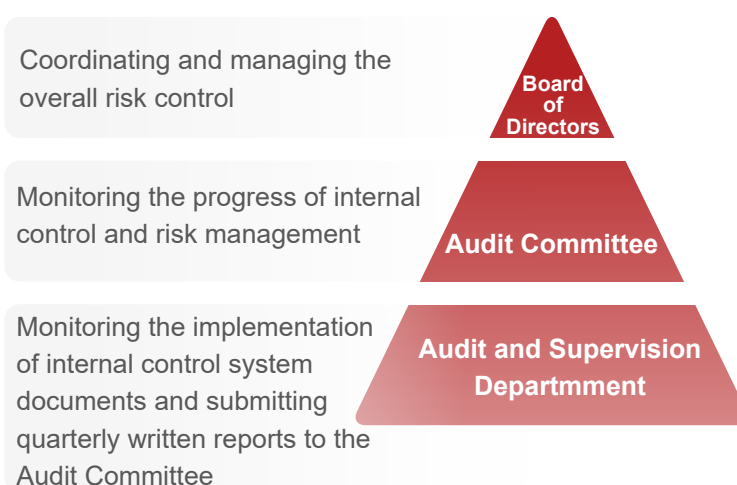 Coordinating and managing the
overall risk control
Board
of
Directors
Monitoring the progress of internal
control and risk management
Audit Committee
Monitoring the implementation
of internal control system
documents and submitting
quarterly written reports to the
Audit Committee
Audit and Supervision
Departmment